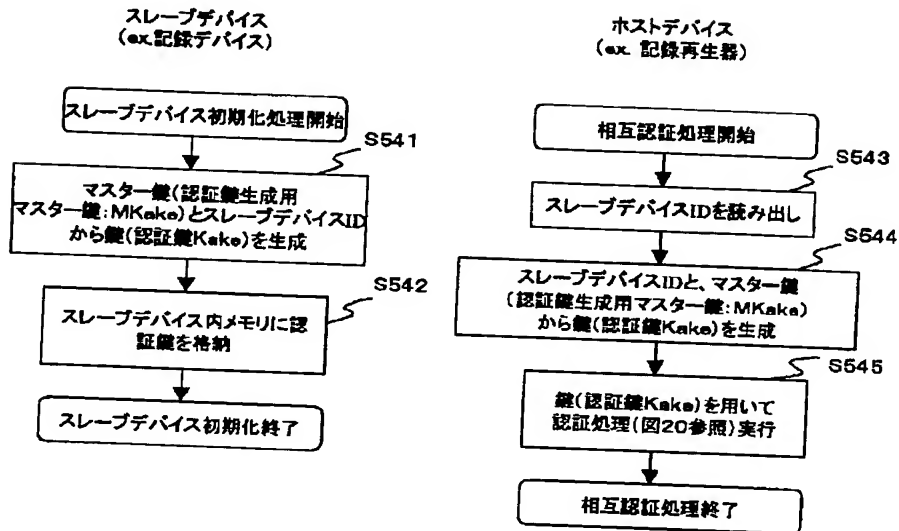 スレーブデバイス
(ex.記録デバイス)
スレーブデバイス初期化処理開始
S541
マスター鍵(認証鍵生成用
マスター鍵:MKake)とスレーブデバイスID
から鍵(認証鍵Kake)を生成
S542
スレーブデバイス内メモリに認
証鍵を格納
スレーブデバイス初期化終了
ホストデバイス
(ex. 記録再生器)
相互認証処理開始
S543
スレーブデバイスIDを読み出し
S544
スレーブデバイスIDと、マスター鍵
(認証鍵生成用マスター鍵:MKake)
から鍵(認証鍵Kake)を生成
S545
鍵(認証鍵Kake)を用いて
認証処理(図20参照)実行
相互認証処理終了